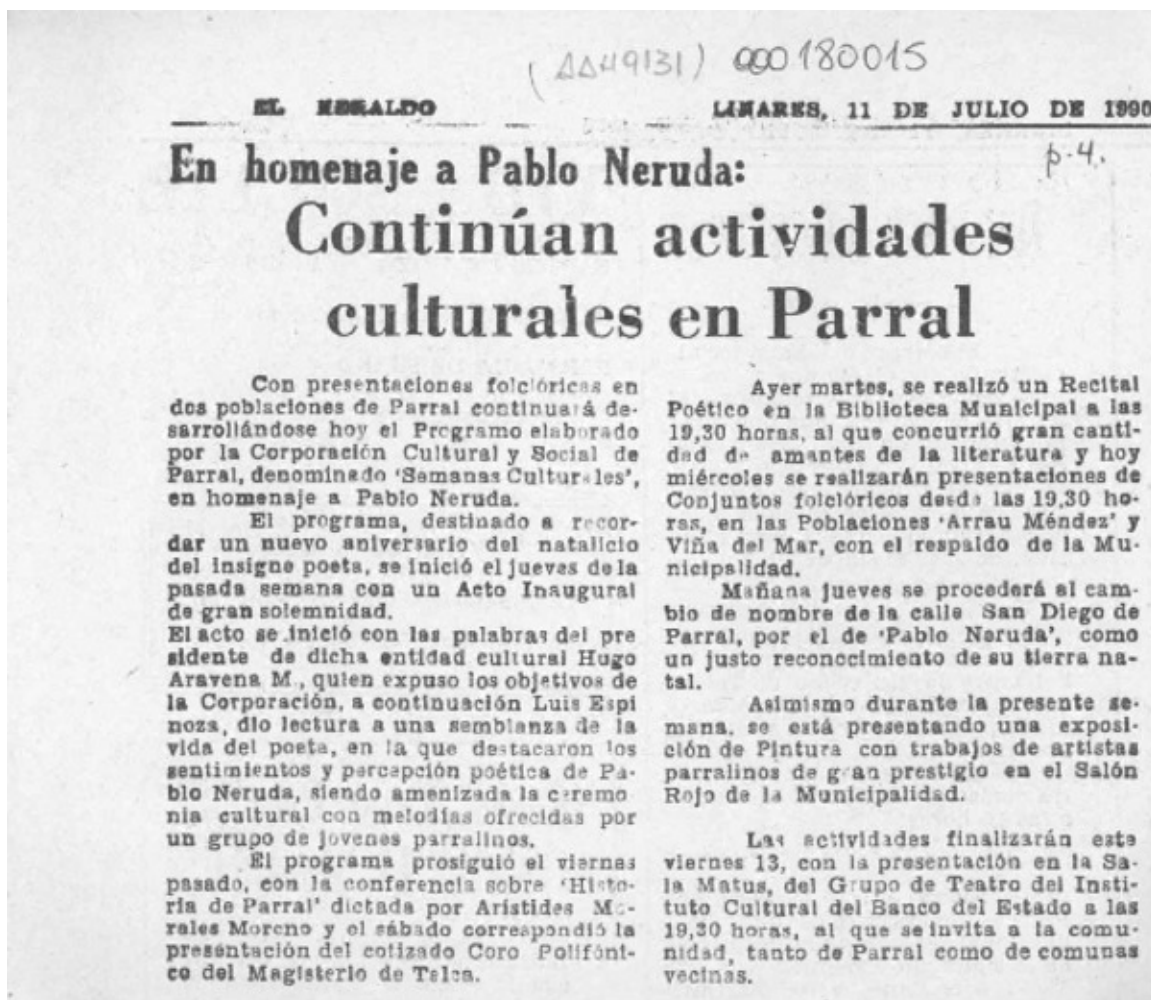 (AA49131) 000180015
EL HERALDO LINARES, 11 DE JULIO DE 1990
p.4.
En homenaje a Pablo Neruda:
Continúan actividades
culturales en Parral
Con presentaciones folclóricas en
dos poblaciones de Parral continuará de-
sarrollándose hoy el Programo elaborado
por la Corporación Cultural y Social de
Parral, denominado 'Semanas Culturales',
en homenaje a Pablo Neruda.
El programa, destinado a recor-
dar un nuevo aniversario del natalicio
del insigne poeta, se inició el jueves de la
pasada semana con un Acto Inaugural
de gran solemnidad.
El acto se inició con las palabras del pre
sidente de dicha entidad cultural Hugo
Aravena M., quien expuso los objetivos de
la Corporación, a continuación Luis Espi
noza, dio lectura a una semblanza de la
vida del poeta, en la que destacaron los
sentimientos y percepción poética de Pa-
blo Neruda, siendo amenizada la ceremo
nia cultural con melodías ofrecidas por
un grupo de jóvenes parralinos.
El programa prosiguió el viernes
pasado, con la conferencia sobre 'Histo-
ria de Parral' dictada por Arístides Mo-
rales Moreno y el sábado correspondió la
presentación del cotizado Coro Polifóni-
co del Magisterio de Talca.
Ayer martes, se realizó un Recital
Poético en la Biblioteca Municipal a las
19,30 horas, al que concurrió gran canti-
dad de amantes de la literatura y hoy
miércoles se realizarán presentaciones de
Conjuntos folclóricos desde las 19,30 ho-
ras, en las Poblaciones 'Arrau Méndez' y
Viña del Mar, con el respaldo de la Mu-
nicipalidad.
Mañana jueves se procederá al cam-
bio de nombre de la calle San Diego de
Parral, por el de 'Pablo Neruda', como
un justo reconocimiento de su tierra na-
tal.
Asimismo durante la presente se-
mana, se está presentando una exposi-
ción de Pintura con trabajos de artistas
parralinos de gran prestigio en el Salón
Rojo de la Municipalidad.
Las actividades finalizarán este
viernes 13, con la presentación en la Sa-
la Matus, del Grupo de Teatro del Insti-
tuto Cultural del Banco del Estado a las
19,30 horas, al que se invita a la comu-
nidad, tanto de Parral como de comunas
vecinas.